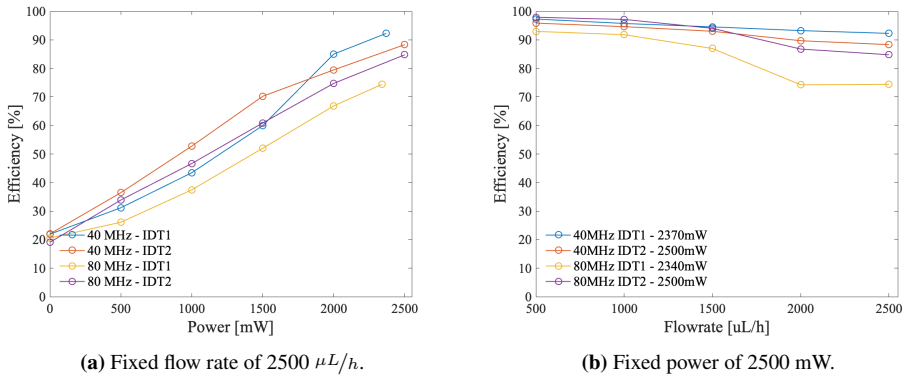 100
90
80
70
60
50
40
30
20
10
0
Efficiency [%]
40 MHz - IDT1
40 MHz - IDT2
80 MHz - IDT1
80 MHz - IDT2
0 500 1000 1500 2000 2500
Power [mW]
(a) Fixed flow rate of 2500 μL/h.
100
90
80
70
60
50
40
30
20
10
0
Efficiency [%]
40MHz IDT1 - 2370mW
40MHz IDT2 - 2500mW
80MHz IDT1 - 2340mW
80MHz IDT2 - 2500mW
500 1000 1500 2000 2500
Flowrate [uL/h]
(b) Fixed power of 2500 mW.